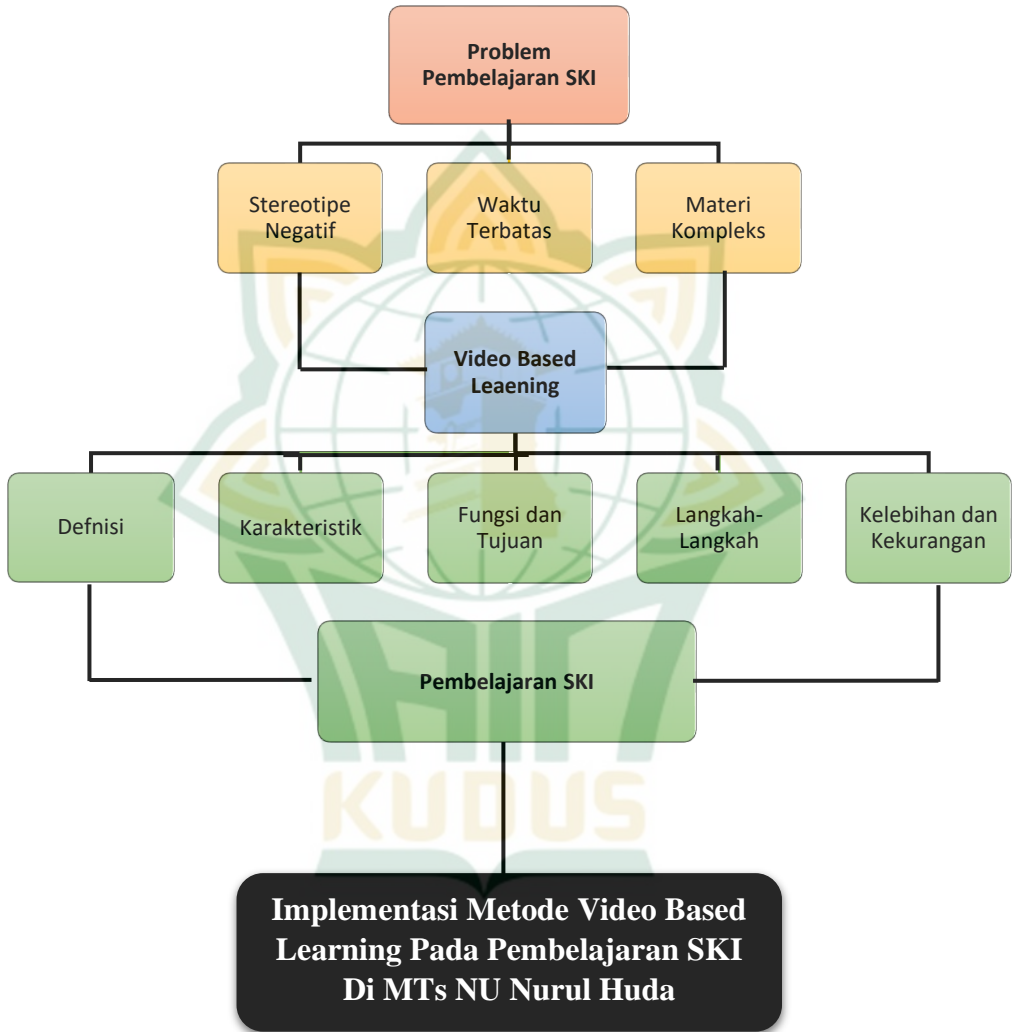 Problem
Pembelajaran SKI
Stereotipe
Negatif
Waktu
Terbatas
Materi
Kompleks
Video Based
Leaening
Defnisi
Karakteristik
Fungsi dan
Tujuan
Langkah-
Langkah
Kelebihan dan
Kekurangan
Pembelajaran SKI
IAIN
KUDUS
Implementasi Metode Video Based
Learning Pada Pembelajaran SKI
Di MTs NU Nurul Huda